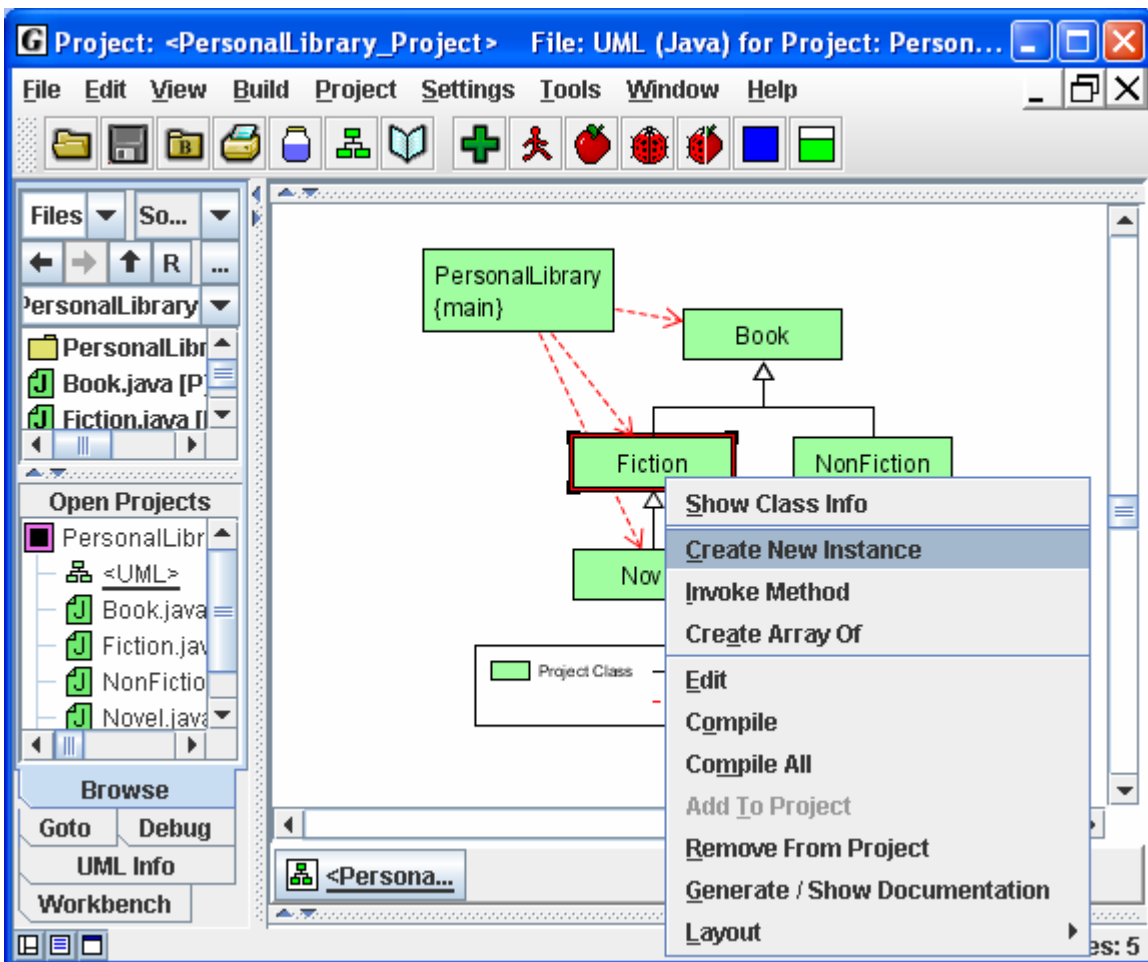 Project: <PersonalLibrary_Project> File: UML (Java) for Project: Person...
File Edit View Build Project Settings Tools Window Help
B
Files So...
R ...
PersonalLibrary
PersonalLibr
Book.java [P]
Fiction.java [
Open Projects
PersonalLibr
<UML>
Book.java
Fiction.jav
NonFictio
Novel.java
Browse
Goto Debug
UML Info
Workbench
PersonalLibrary
{main}
Book
Fiction
NonFiction
Nov
Project Class
<Persona...
Show Class Info
Create New Instance
Invoke Method
Create Array Of
Edit
Compile
Compile All
Add To Project
Remove From Project
Generate / Show Documentation
Layout
es: 5